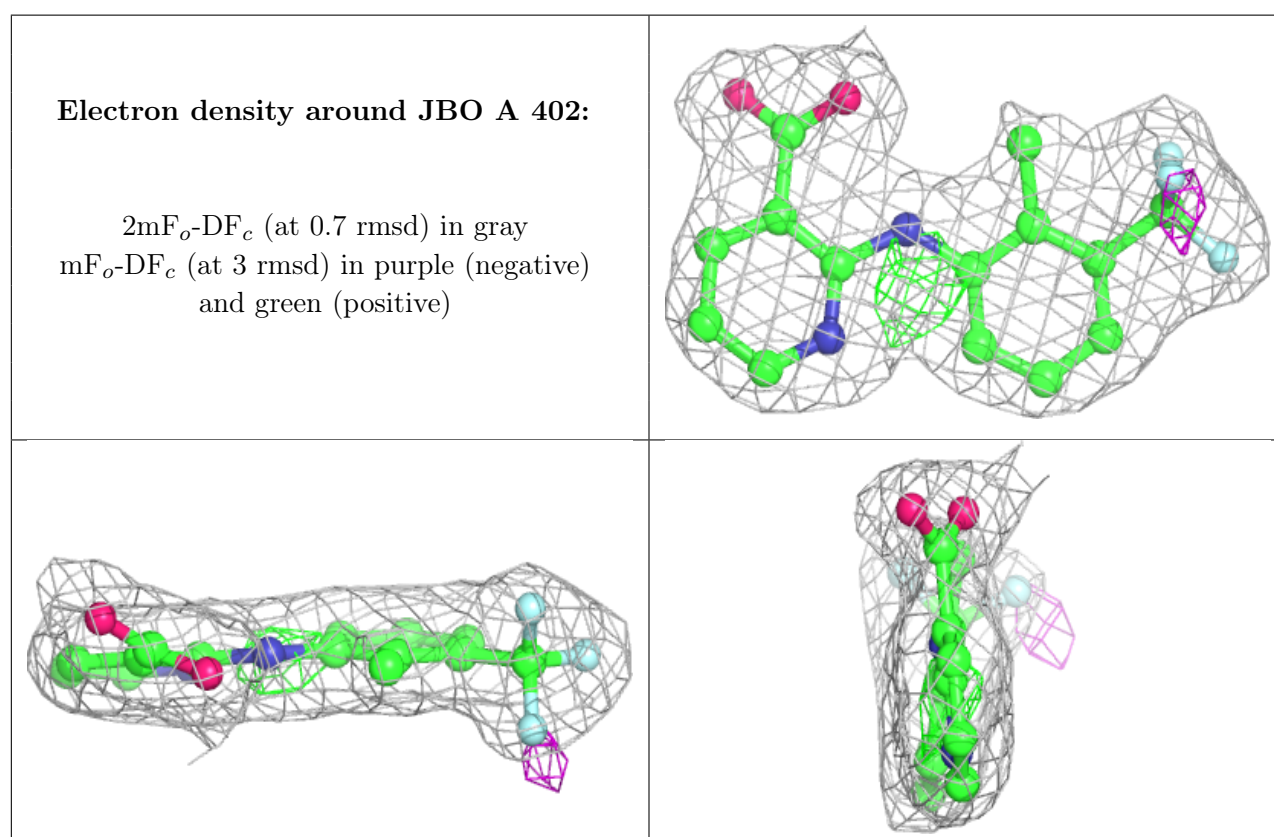 Electron density around JBO A 402:
2mFo-DFc (at 0.7 rmsd) in gray
mFo-DFc (at 3 rmsd) in purple (negative)
and green (positive)